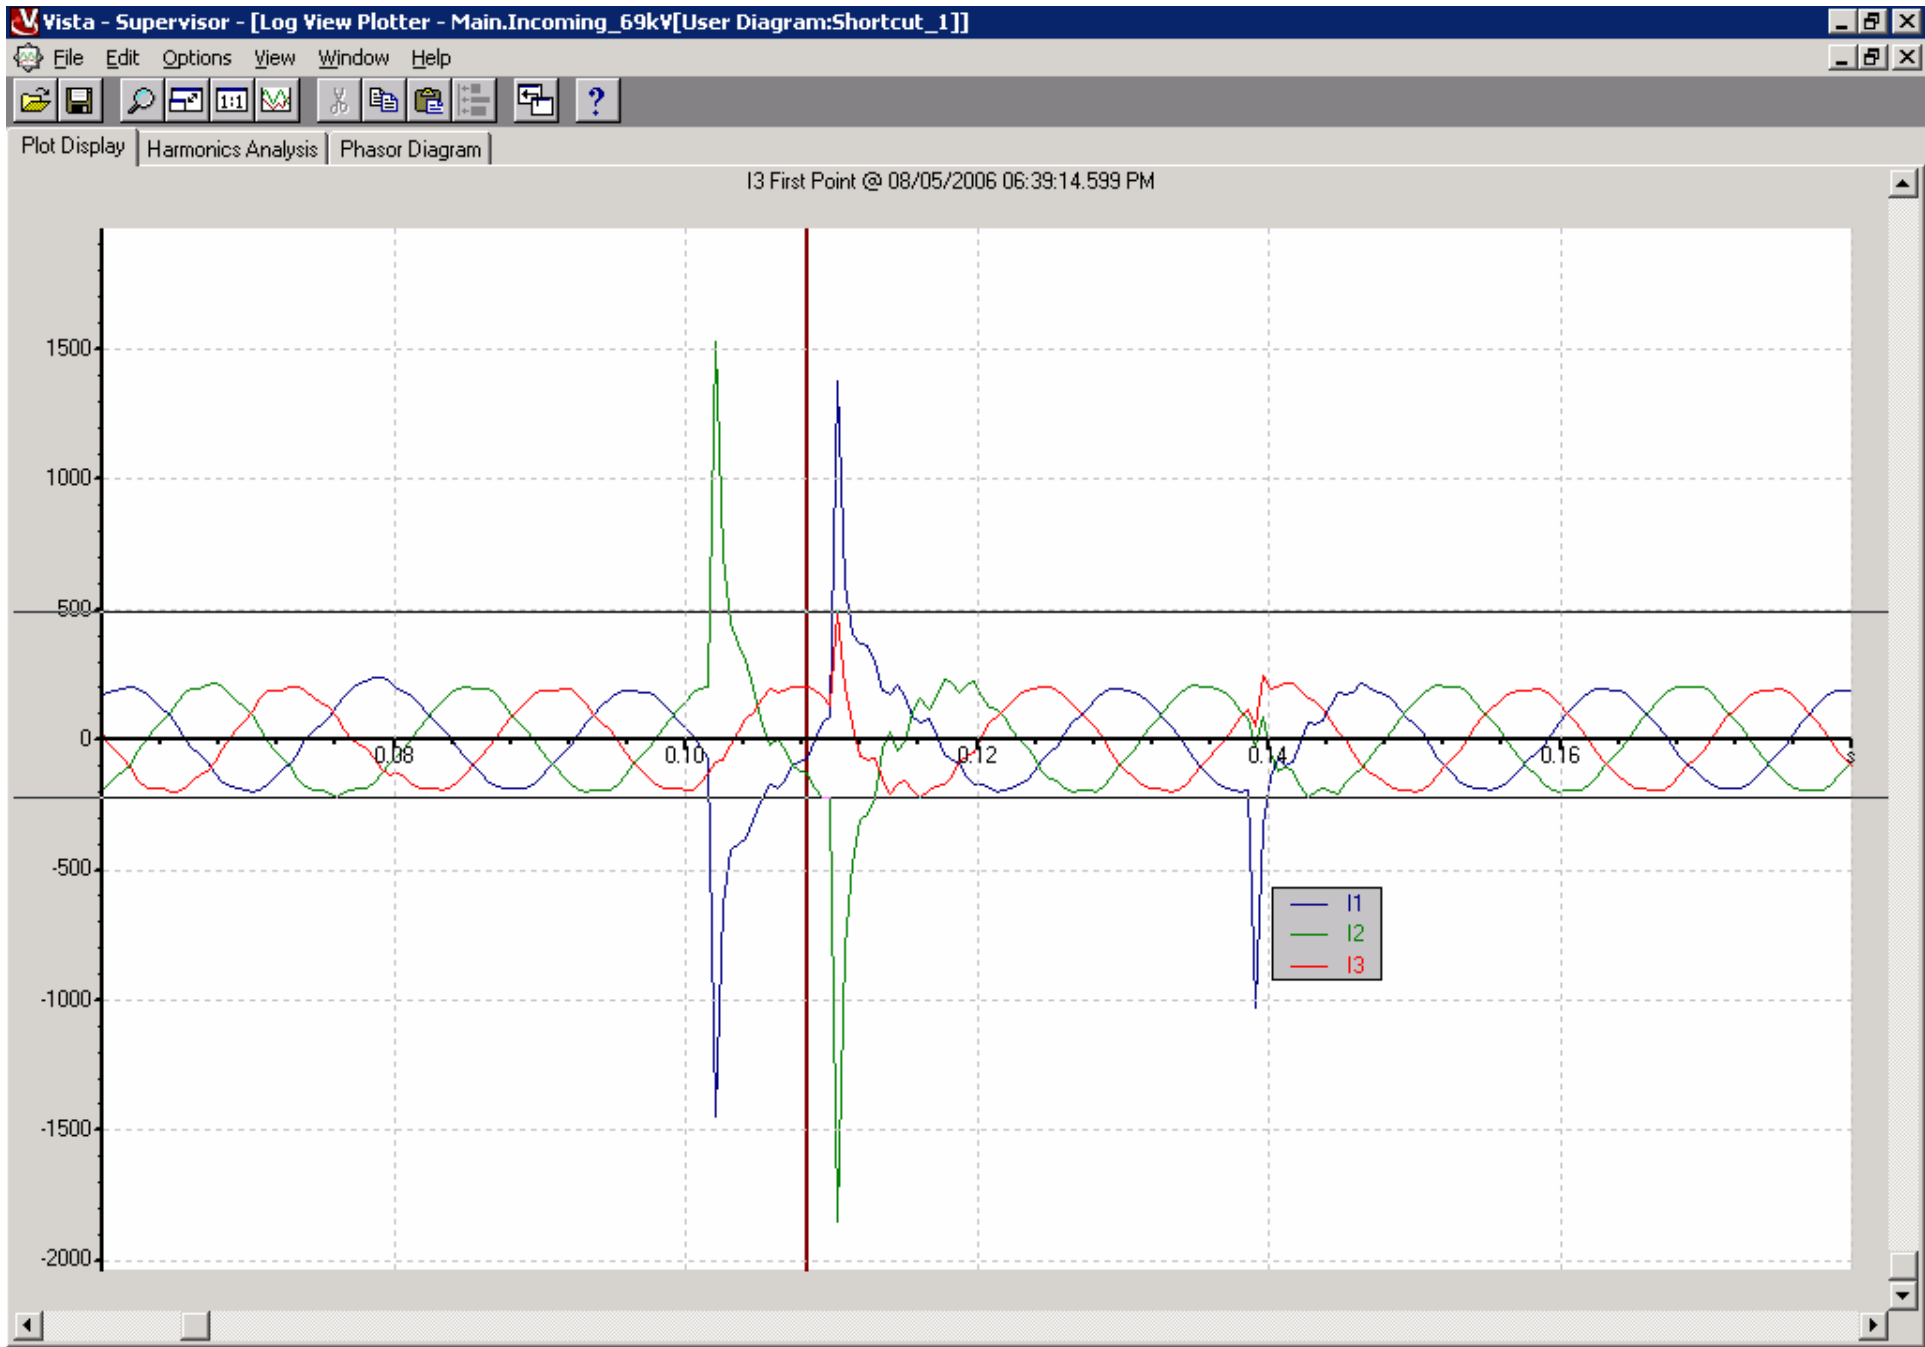 Vista - Supervisor - [Log View Plotter - Main.Incoming_69kV[User Diagram:Shortcut_1]]
File Edit Options View Window Help
1:1 ?
Plot Display Harmonics Analysis Phasor Diagram
I3 First Point @ 08/05/2006 06:39:14.599 PM
1500
1000
500
0
0.08 0.10 0.12 0.14 0.16 s
-500
I1
I2
I3
-1000
-1500
-2000